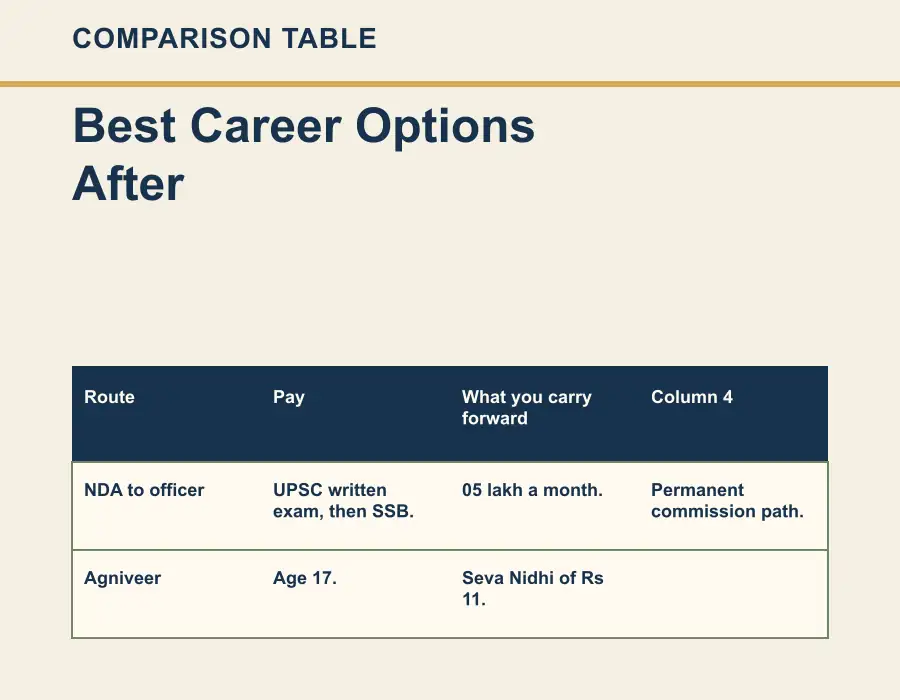 COMPARISON TABLE
Best Career Options
After
Route
Pay
What you carry
forward
Column 4
NDA to officer
UPSC written
exam, then SSB.
05 lakh a month.
Permanent
commission path.
Agniveer
Age 17.
Seva Nidhi of Rs
11.